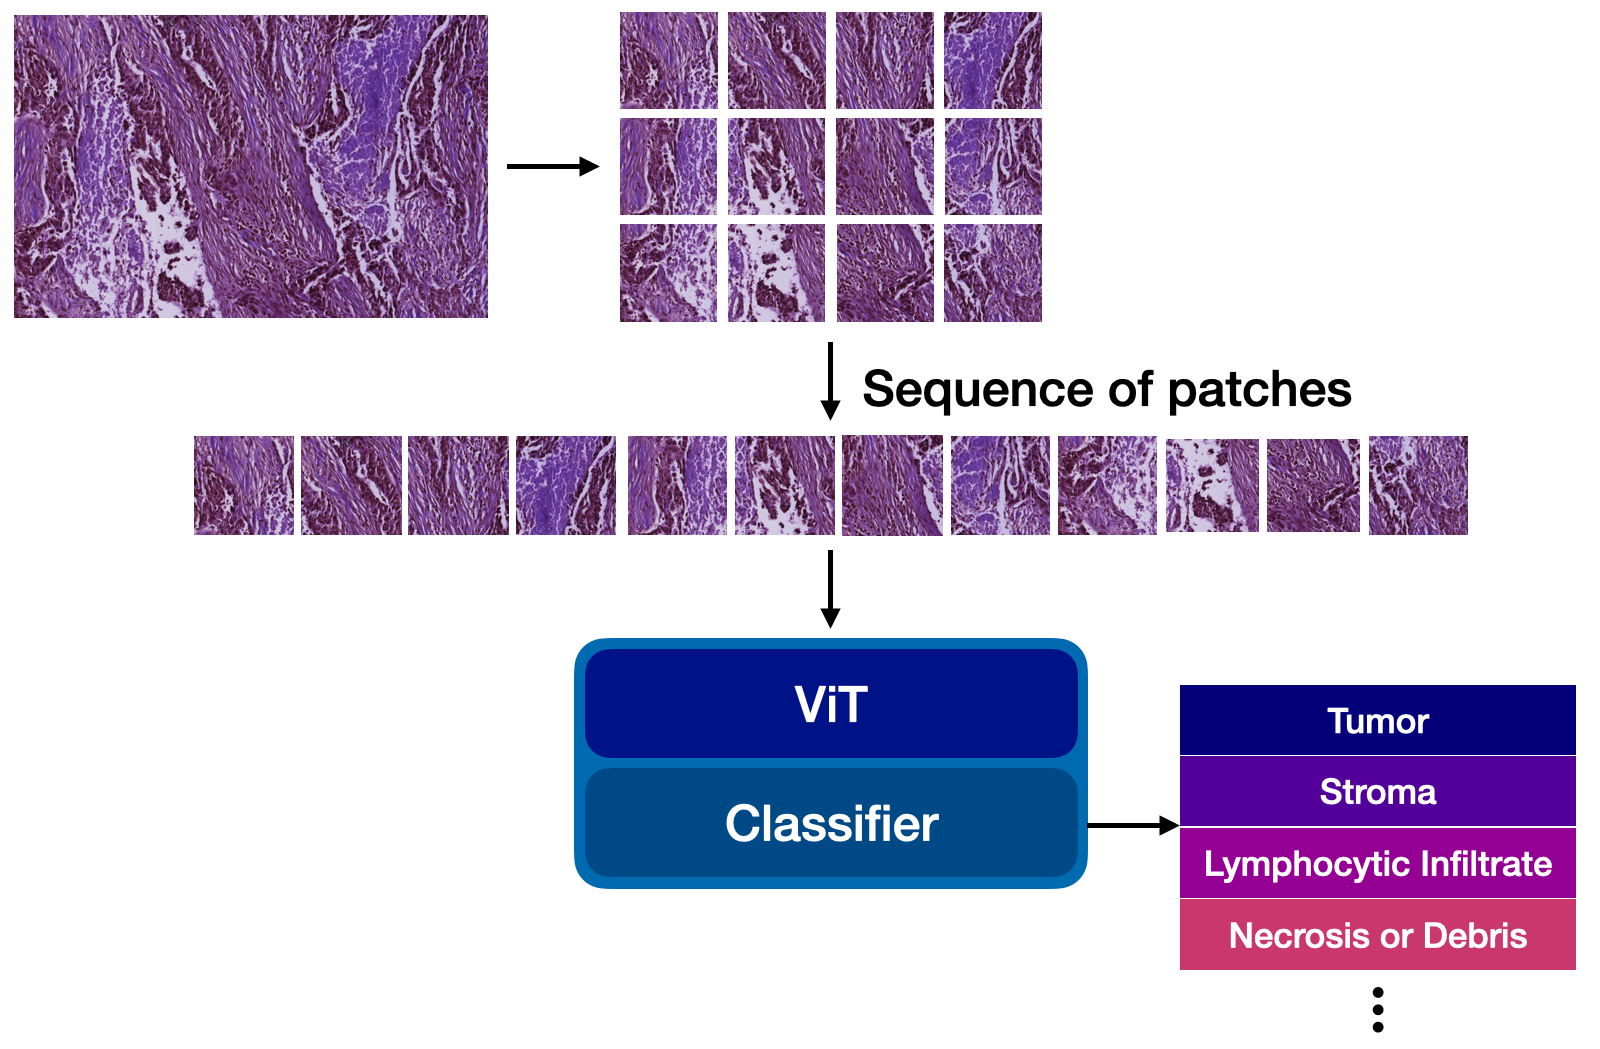 Sequence of patches
ViT
Classifier
Tumor
Stroma
Lymphocytic Infiltrate
Necrosis or Debris